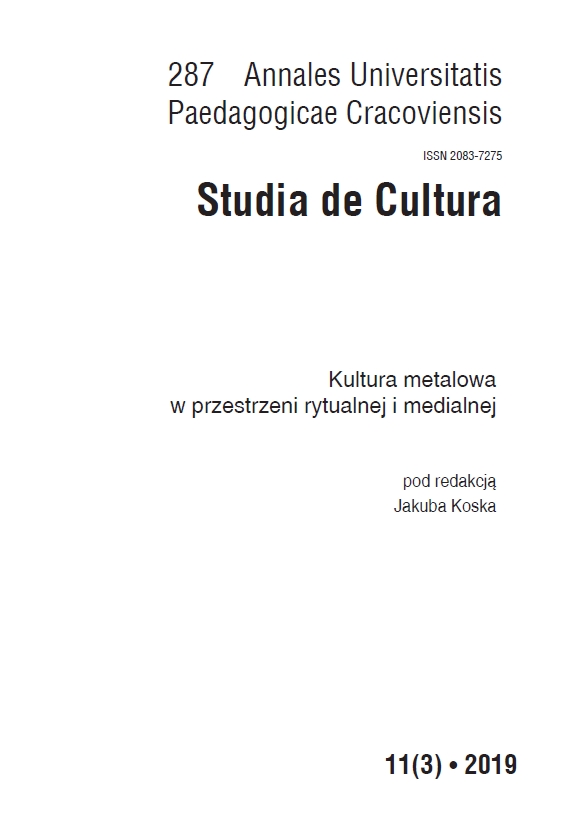 287 Annales Universitatis
Paedagogicae Cracoviensis
ISSN 2083-7275
Studia de Cultura
Kultura metalowa
w przestrzeni rytualnej i medialnej
pod redakcją
Jakuba Koska
11(3) • 2019